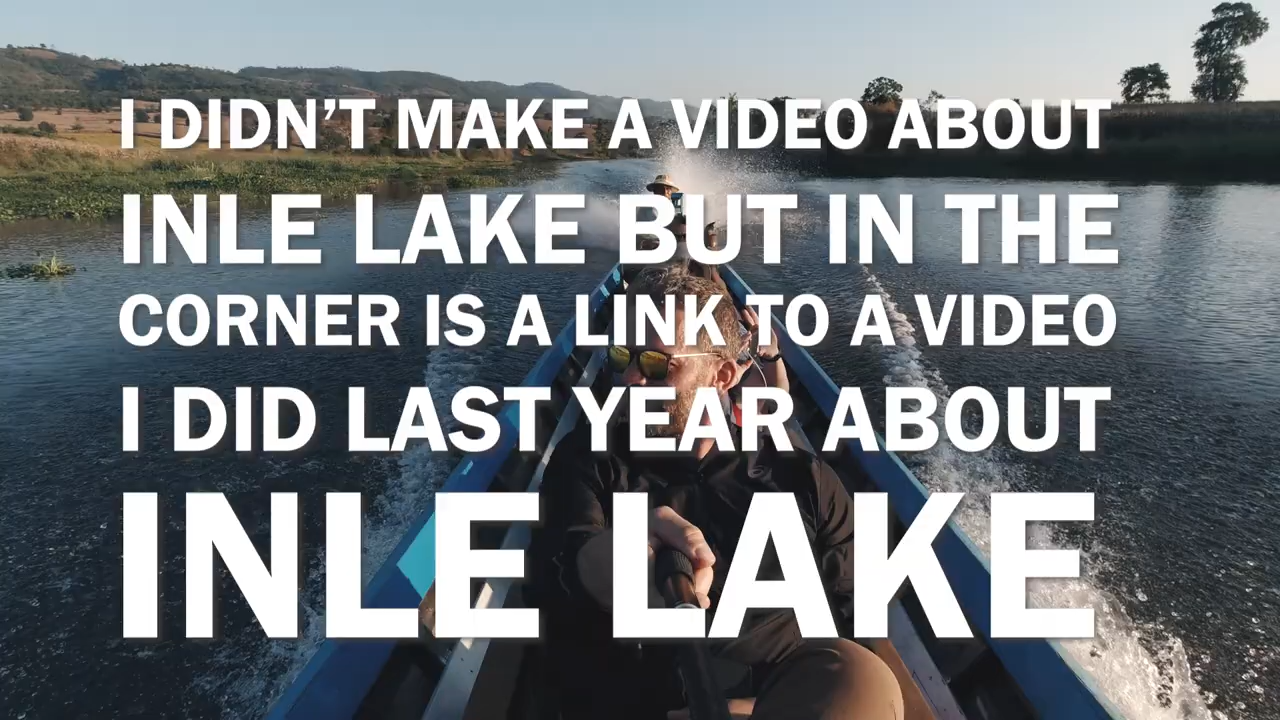 I DIDN’T MAKE A VIDEO ABOUT
INLE LAKE BUT IN THE
CORNER IS A LINK TO A VIDEO
I DID LAST YEAR ABOUT
INLE LAKE